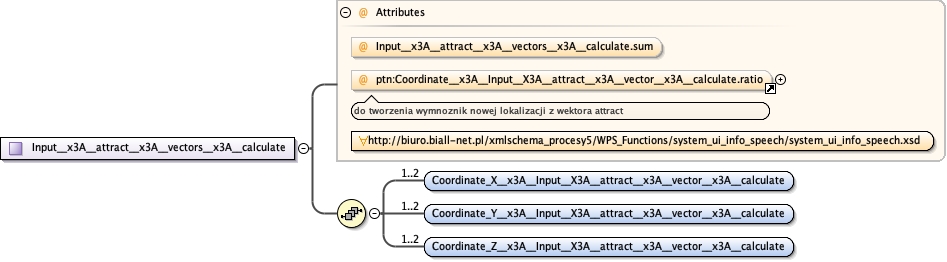 @ Attributes
@ Input__x3A__attract__x3A__vectors__x3A__calculate.sum
@ ptn:Coordinate__x3A__Input__X3A__attract__x3A__vector__x3A__calculate.ratio
do tworzenia wymnoznik nowej lokalizacji z wektora attract
http://biuro.biall-net.pl/xmlschema_procesy5/WPS_Functions/system_ui_info_speech/system_ui_info_speech.xsd
Input__x3A__attract__x3A__vectors__x3A__calculate
1..2
Coordinate_X__x3A__Input__X3A__attract__x3A__vector__x3A__calculate
1..2
Coordinate_Y__x3A__Input__X3A__attract__x3A__vector__x3A__calculate
1..2
Coordinate_Z__x3A__Input__X3A__attract__x3A__vector__x3A__calculate